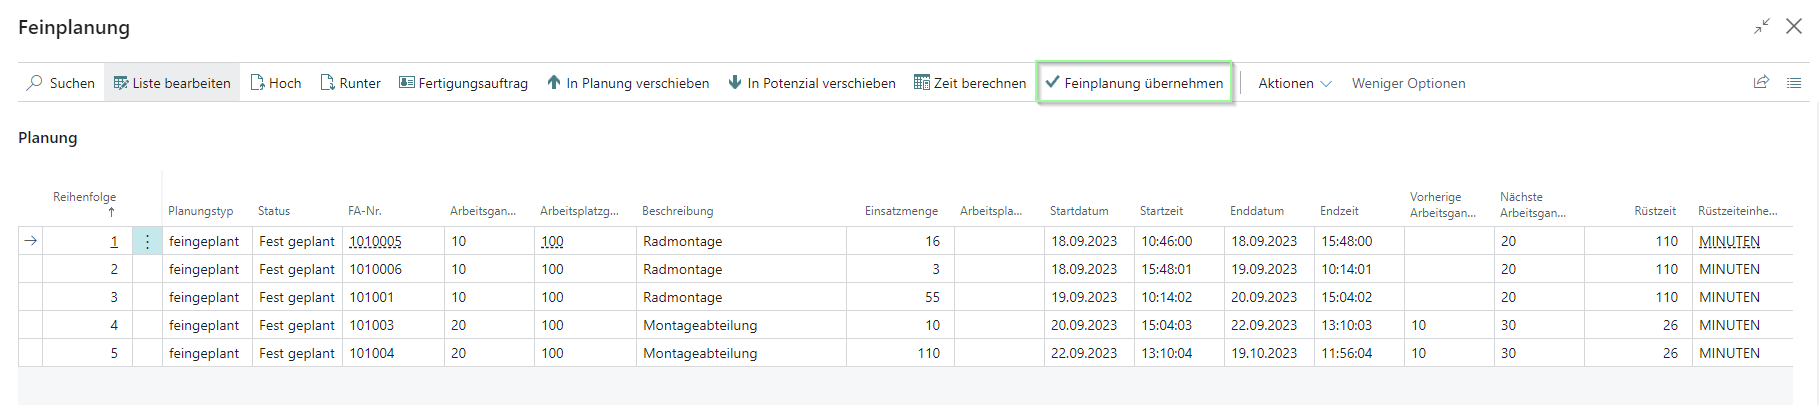 Feinplanung
Suchen Liste bearbeiten Hoch Runter Fertigungsauftrag In Planung verschieben In Potenzial verschieben Zeit berechnen Feinplanung übernehmen Aktionen Weniger Optionen
Planung
Reihenfolge Planungstyp Status FA-Nr. Arbeitsgan... Arbeitsplatzg... Beschreibung Einsatzmenge Arbeitspla... Startdatum Startzeit Enddatum Endzeit Vorherige Arbeitsgan... Nächste Arbeitsgan... Rüstzeit Rüstzeiteinhe...
1 feingeplant Fest geplant 1010005 10 100 Radmontage 16 18.09.2023 10:46:00 18.09.2023 15:48:00 20 110 MINUTEN
2 feingeplant Fest geplant 1010006 10 100 Radmontage 3 18.09.2023 15:48:01 19.09.2023 10:14:01 20 110 MINUTEN
3 feingeplant Fest geplant 101001 10 100 Radmontage 55 19.09.2023 10:14:02 20.09.2023 15:04:02 20 110 MINUTEN
4 feingeplant Fest geplant 101003 20 100 Montageabteilung 10 20.09.2023 15:04:03 22.09.2023 13:10:03 10 30 26 MINUTEN
5 feingeplant Fest geplant 101004 20 100 Montageabteilung 110 22.09.2023 13:10:04 19.10.2023 11:56:04 10 30 26 MINUTEN